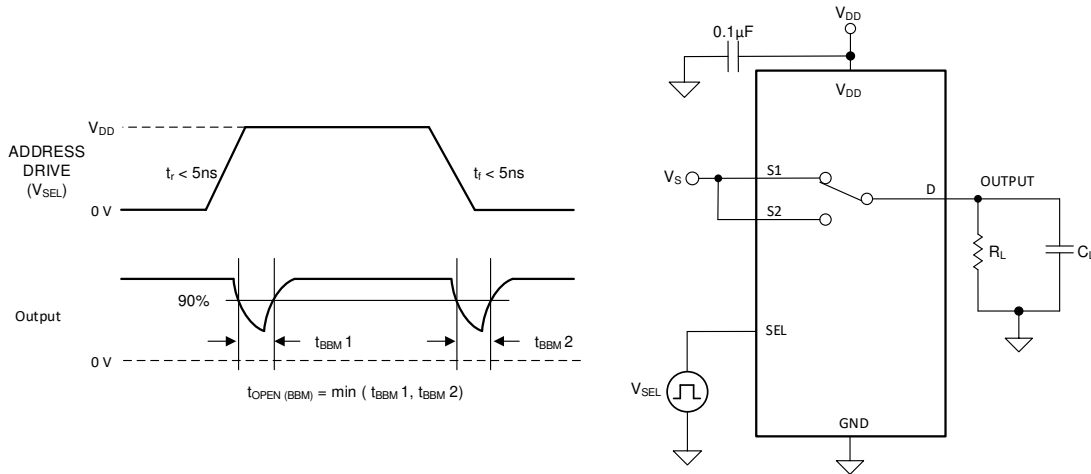 V_DD
ADDRESS
DRIVE
(V_SEL)
t_r < 5ns
t_f < 5ns
0 V
90%
Output
t_BBM 1
t_BBM 2
0 V
t_OPEN (BBM) = min ( t_BBM 1, t_BBM 2)
V_DD
0.1µF
V_DD
V_S
S1
S2
D
OUTPUT
R_L
C_L
SEL
V_SEL
GND